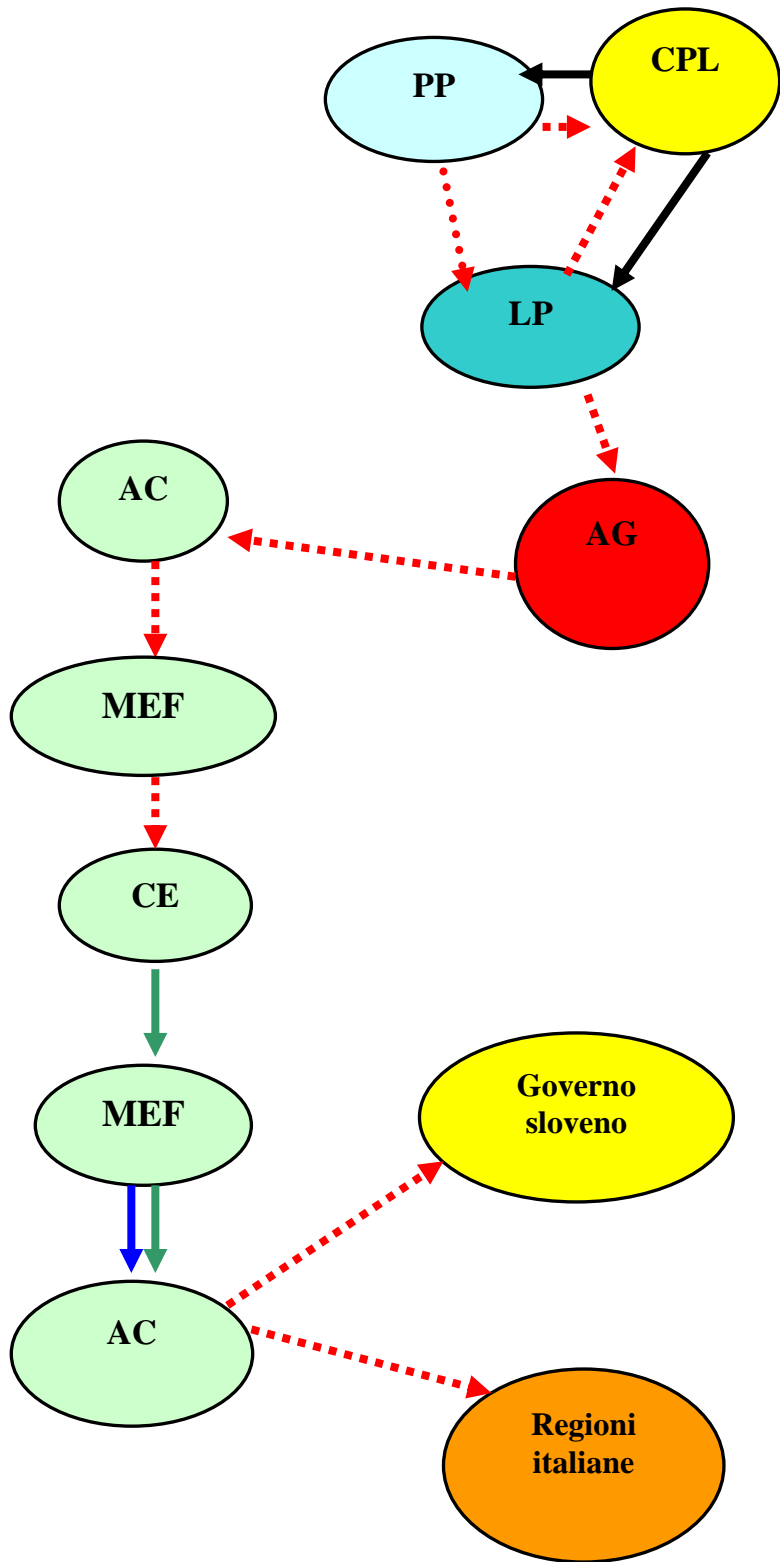 PP
CPL
LP
AC
AG
MEF
CE
MEF
Governo
sloveno
AC
Regioni
italiane